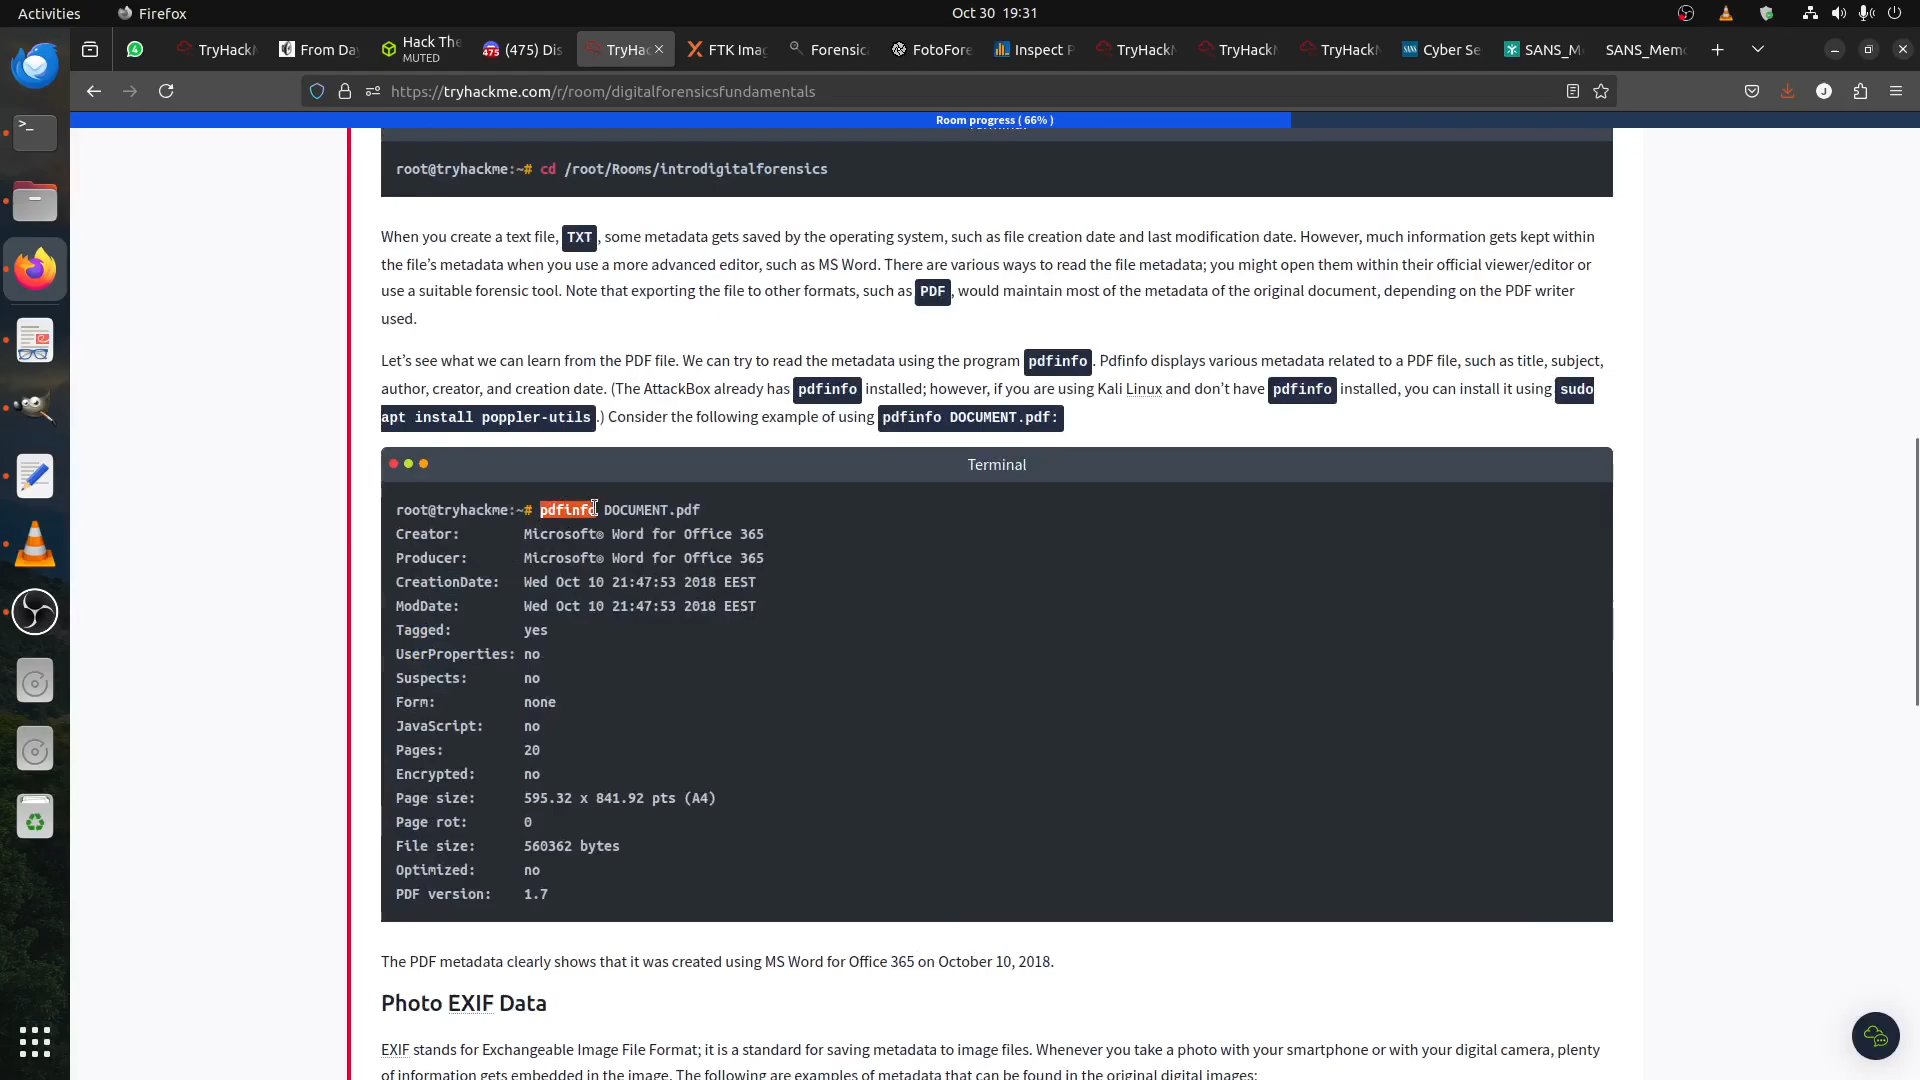 Activities
Firefox
Oct 30 19:31
TryHackM
From Day
Hack The
MUTED
475
(475) Dis
TryHac
FTK Imag
Forensic
FotoFore
Inspect P
TryHackM
TryHackM
TryHackM
Cyber Se
SANS_M
SANS_Memo
https://tryhackme.com/r/room/digitalforensicsfundamentals
J
Room progress ( 66% )
root@tryhackme:~# cd /root/Rooms/introdigitalforensics
When you create a text file, TXT, some metadata gets saved by the operating system, such as file creation date and last modification date. However, much information gets kept within
the file’s metadata when you use a more advanced editor, such as MS Word. There are various ways to read the file metadata; you might open them within their official viewer/editor or
use a suitable forensic tool. Note that exporting the file to other formats, such as PDF, would maintain most of the metadata of the original document, depending on the PDF writer
used.
Let’s see what we can learn from the PDF file. We can try to read the metadata using the program pdfinfo. Pdfinfo displays various metadata related to a PDF file, such as title, subject,
author, creator, and creation date. (The AttackBox already has pdfinfo installed; however, if you are using Kali Linux and don’t have pdfinfo installed, you can install it using sudo
apt install poppler-utils.) Consider the following example of using pdfinfo DOCUMENT.pdf:
Terminal
root@tryhackme:~# pdfinfo DOCUMENT.pdf
Creator: Microsoft® Word for Office 365
Producer: Microsoft® Word for Office 365
CreationDate: Wed Oct 10 21:47:53 2018 EEST
ModDate: Wed Oct 10 21:47:53 2018 EEST
Tagged: yes
UserProperties: no
Suspects: no
Form: none
JavaScript: no
Pages: 20
Encrypted: no
Page size: 595.32 x 841.92 pts (A4)
Page rot: 0
File size: 560362 bytes
Optimized: no
PDF version: 1.7
The PDF metadata clearly shows that it was created using MS Word for Office 365 on October 10, 2018.
Photo EXIF Data
EXIF stands for Exchangeable Image File Format; it is a standard for saving metadata to image files. Whenever you take a photo with your smartphone or with your digital camera, plenty
of information gets embedded in the image. The following are examples of metadata that can be found in the original digital images: